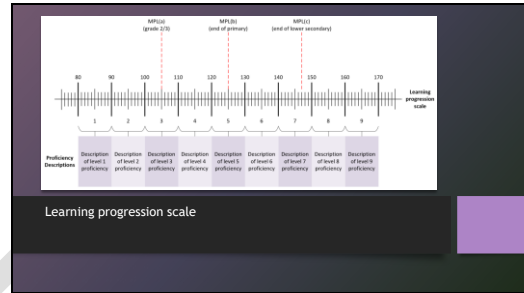 MPL(a) MPL(b) MPL(c)
(grade 2/3) (end of primary) (end of lower secondary)
80 90 100 110 120 130 140 150 160 170
Learning
progression
scale
1 2 3 4 5 6 7 8 9
Proficiency
Descriptions
Description of level 1 proficiency
Description of level 2 proficiency
Description of level 3 proficiency
Description of level 4 proficiency
Description of level 5 proficiency
Description of level 6 proficiency
Description of level 7 proficiency
Description of level 8 proficiency
Description of level 9 proficiency
Learning progression scale